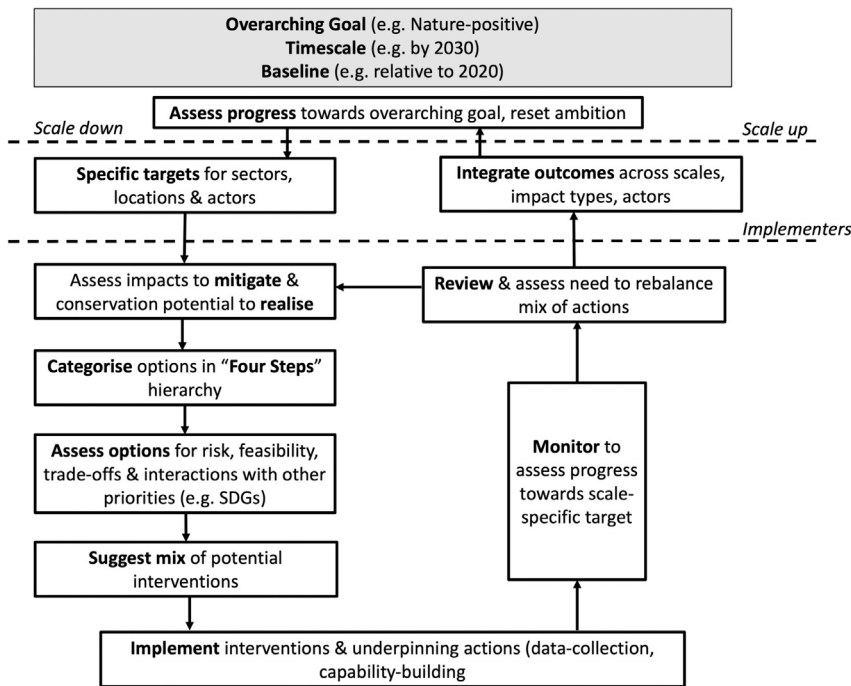 Overarching Goal (e.g. Nature-positive)
Timescale (e.g. by 2030)
Baseline (e.g. relative to 2020)
Assess progress towards overarching goal, reset ambition
Scale down
Scale up
Specific targets for sectors,
locations & actors
Integrate outcomes across scales,
impact types, actors
Implementers
Assess impacts to mitigate &
conservation potential to realise
Review & assess need to rebalance
mix of actions
Categorise options in “Four Steps”
hierarchy
Assess options for risk, feasibility,
trade-offs & interactions with other
priorities (e.g. SDGs)
Monitor to
assess progress
towards scale-
specific target
Suggest mix of potential
interventions
Implement interventions & underpinning actions (data-collection,
capability-building